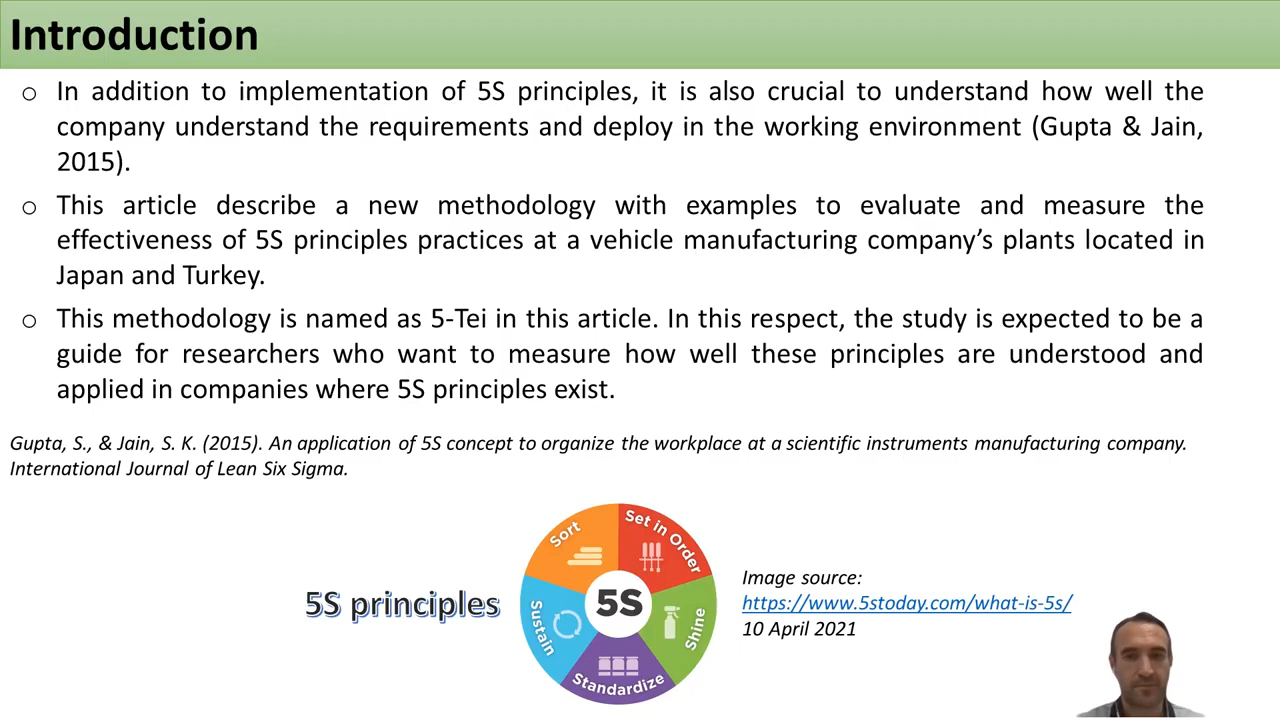 Introduction
o In addition to implementation of 5S principles, it is also crucial to understand how well the
company understand the requirements and deploy in the working environment (Gupta & Jain,
2015).
o This article describe a new methodology with examples to evaluate and measure the
effectiveness of 5S principles practices at a vehicle manufacturing company’s plants located in
Japan and Turkey.
o This methodology is named as 5-Tei in this article. In this respect, the study is expected to be a
guide for researchers who want to measure how well these principles are understood and
applied in companies where 5S principles exist.
Gupta, S., & Jain, S. K. (2015). An application of 5S concept to organize the workplace at a scientific instruments manufacturing company.
International Journal of Lean Six Sigma.
5S principles
Sort
Set in Order
Shine
Standardize
Sustain
5S
Image source:
https://www.5stoday.com/what-is-5s/
10 April 2021